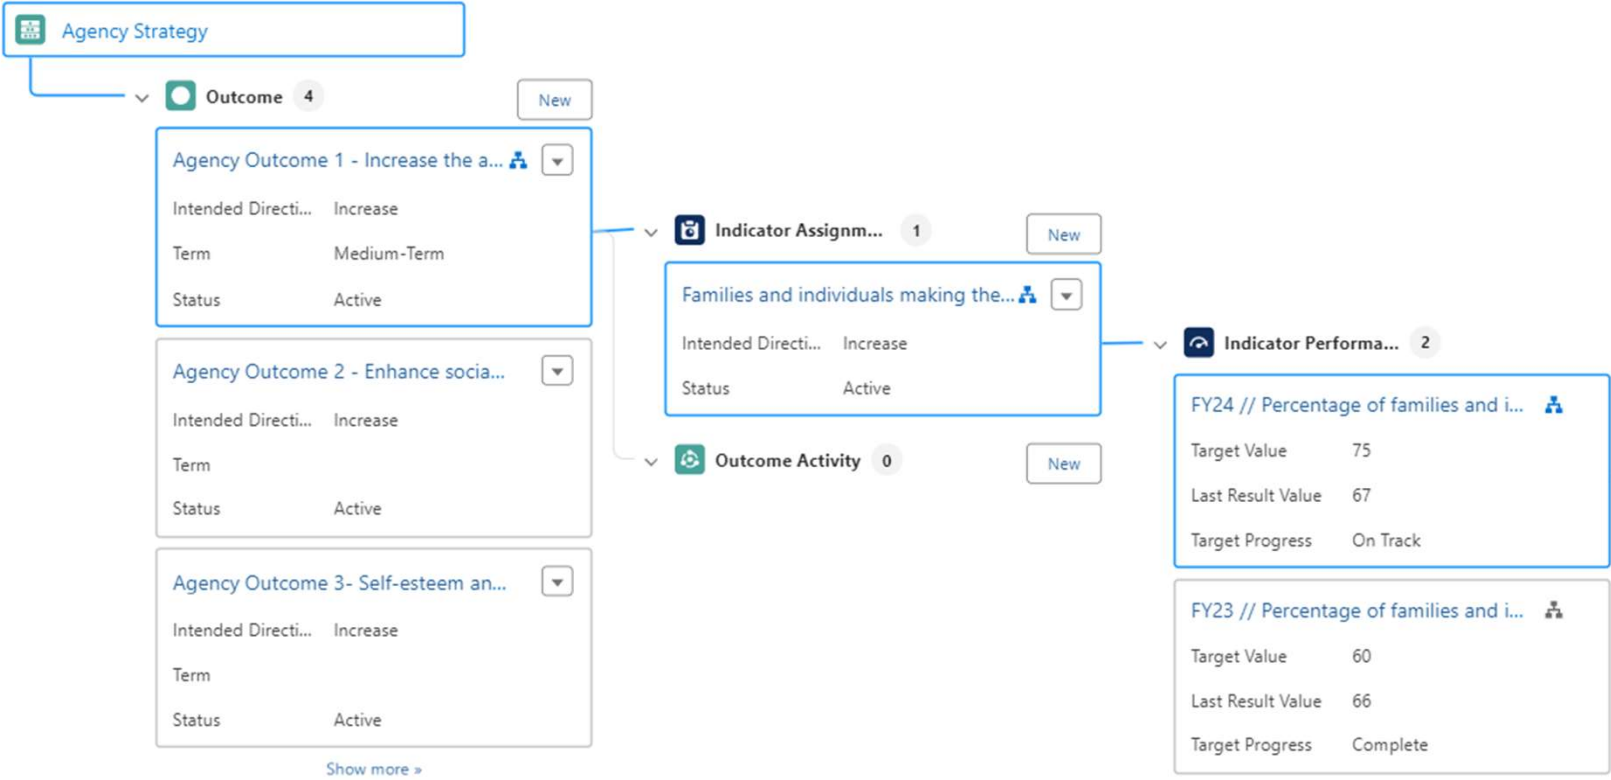 Agency Strategy
Outcome 4 New
Agency Outcome 1 - Increase the a...
Intended Directi... Increase
Term Medium-Term
Status Active
Agency Outcome 2 - Enhance socia...
Intended Directi... Increase
Term
Status Active
Agency Outcome 3- Self-esteem an...
Intended Directi... Increase
Term
Status Active
Show more »
Indicator Assignm... 1 New
Families and individuals making the...
Intended Directi... Increase
Status Active
Outcome Activity 0 New
Indicator Performa... 2
FY24 // Percentage of families and i...
Target Value 75
Last Result Value 67
Target Progress On Track
FY23 // Percentage of families and i...
Target Value 60
Last Result Value 66
Target Progress Complete